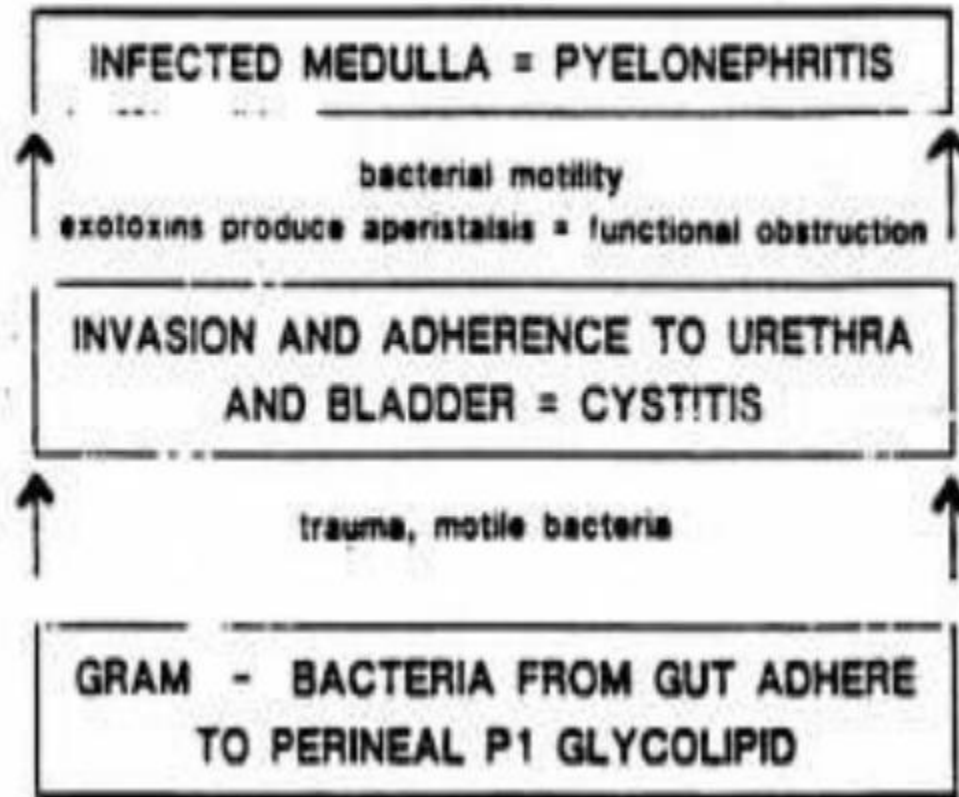 INFECTED MEDULLA = PYELONEPHRITIS
bacterial motility
exotoxins produce aperistalsis = functional obstruction
INVASION AND ADHERENCE TO URETHRA
AND BLADDER = CYSTITIS
trauma, motile bacteria
GRAM - BACTERIA FROM GUT ADHERE
TO PERINEAL P1 GLYCOLIPID